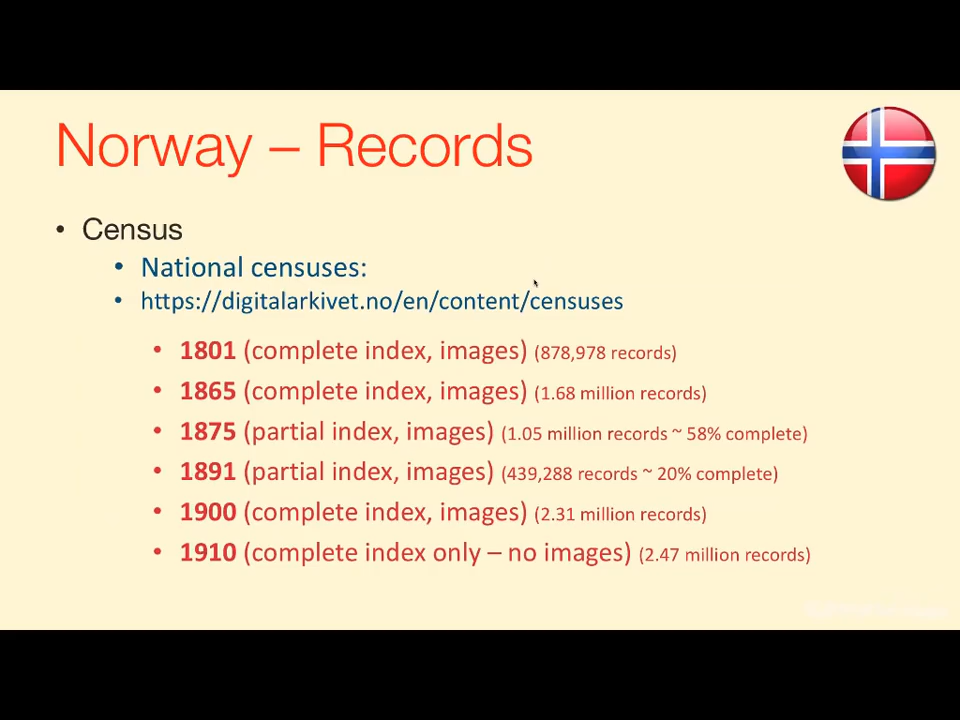 Norway – Records
• Census
• National censuses:
• https://digitalarkivet.no/en/content/censuses
• 1801 (complete index, images) (878,978 records)
• 1865 (complete index, images) (1.68 million records)
• 1875 (partial index, images) (1.05 million records ~ 58% complete)
• 1891 (partial index, images) (439,288 records ~ 20% complete)
• 1900 (complete index, images) (2.31 million records)
• 1910 (complete index only – no images) (2.47 million records)